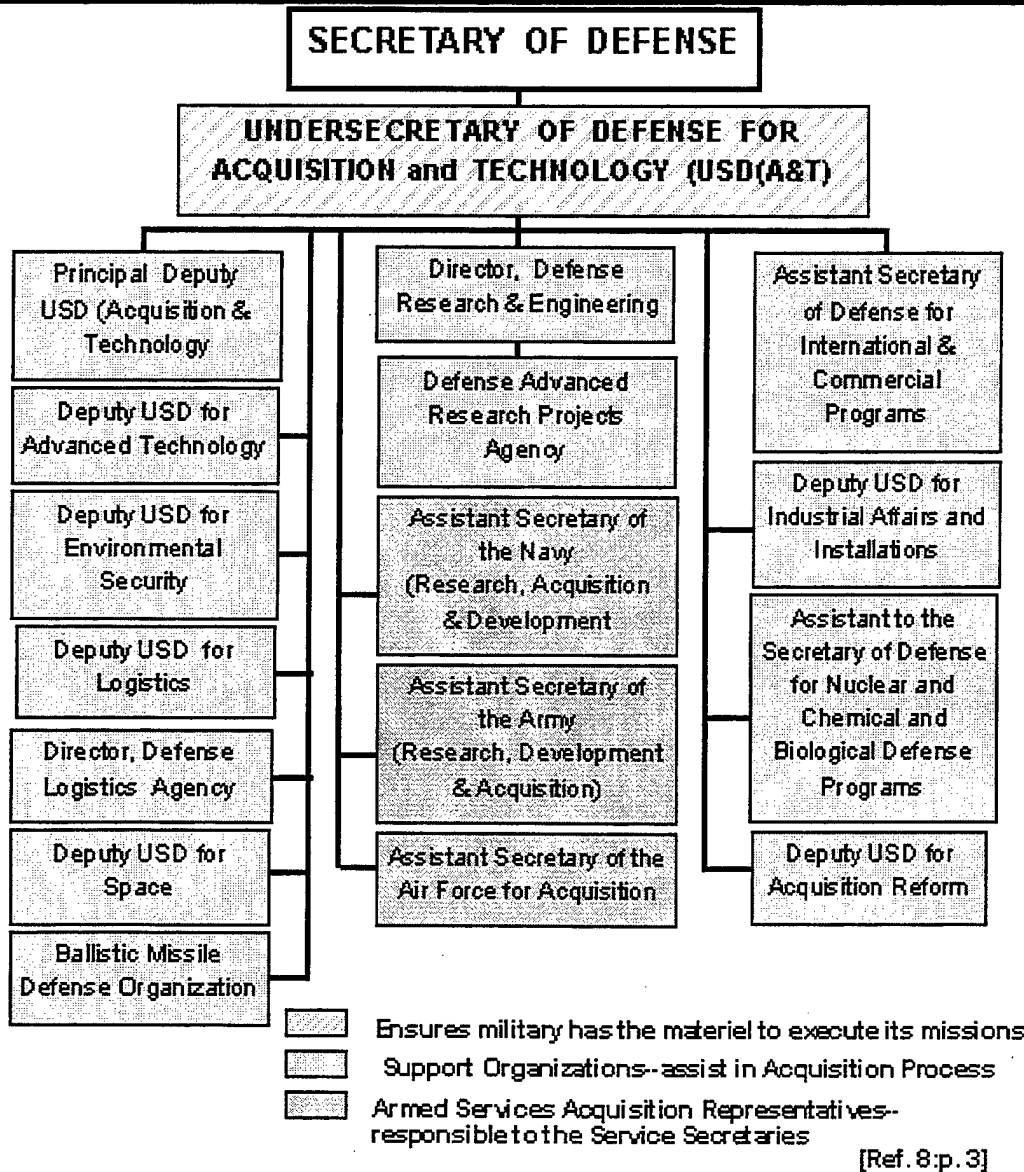 SECRETARY OF DEFENSE
UNDERSECRETARY OF DEFENSE FOR
ACQUISITION and TECHNOLOGY (USD(A&T)
Principal Deputy
USD (Acquisition &
Technology
Deputy USD for
Advanced Technology
Deputy USD for
Environmental
Security
Deputy USD for
Logistics
Director, Defense
Logistics Agency
Deputy USD for
Space
Ballistic Missile
Defense Organization
Director, Defense
Research & Engineering
Defense Advanced
Research Projects
Agency
Assistant Secretary of
the Navy
(Research, Acquisition
& Development
Assistant Secretary of
the Army
(Research, Development
& Acquisition)
Assistant Secretary of the
Air Force for Acquisition
Assistant Secretary
of Defense for
International &
Commercial
Programs
Deputy USD for
Industrial Affairs and
Installations
Assistant to the
Secretary of Defense
for Nuclear and
Chemical and
Biological Defense
Programs
Deputy USD for
Acquisition Reform
Ensures military has the materiel to execute its missions
Support Organizations--assist in Acquisition Process
Armed Services Acquisition Representatives--
responsible to the Service Secretaries
[Ref. 8:p. 3]